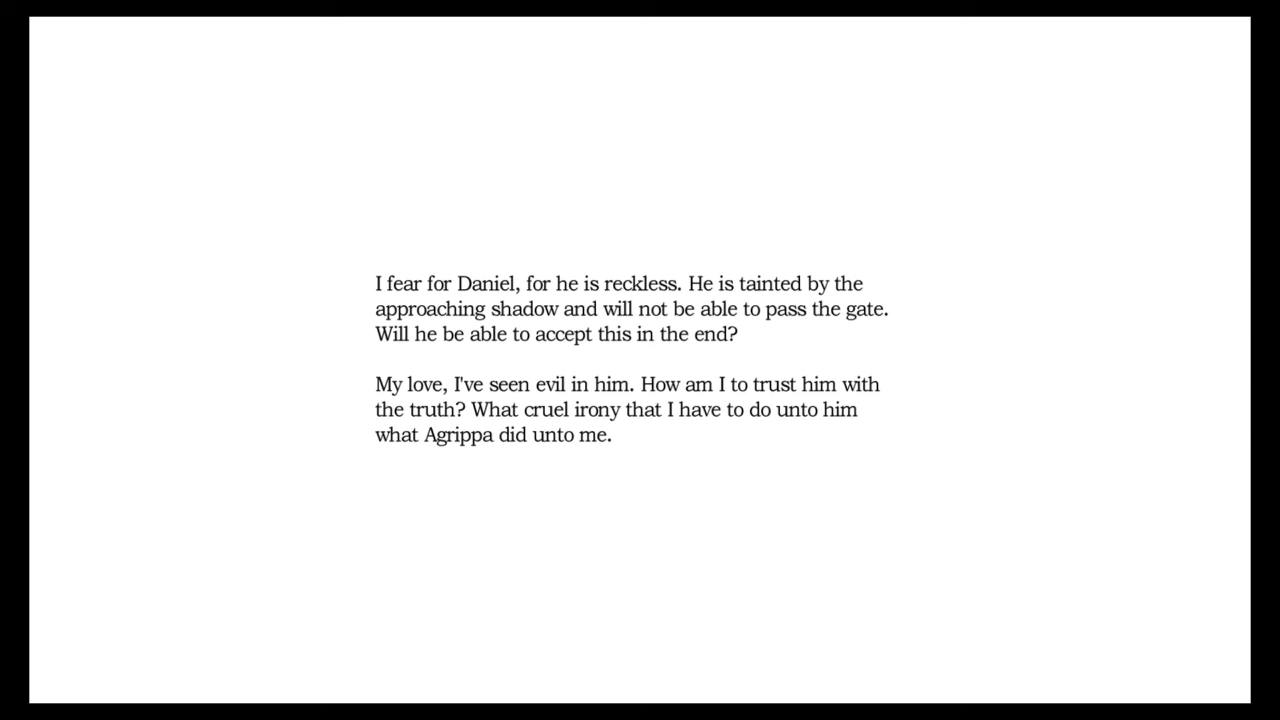 I fear for Daniel, for he is reckless. He is tainted by the
approaching shadow and will not be able to pass the gate.
Will he be able to accept this in the end?
My love, I've seen evil in him. How am I to trust him with
the truth? What cruel irony that I have to do unto him
what Agrippa did unto me.